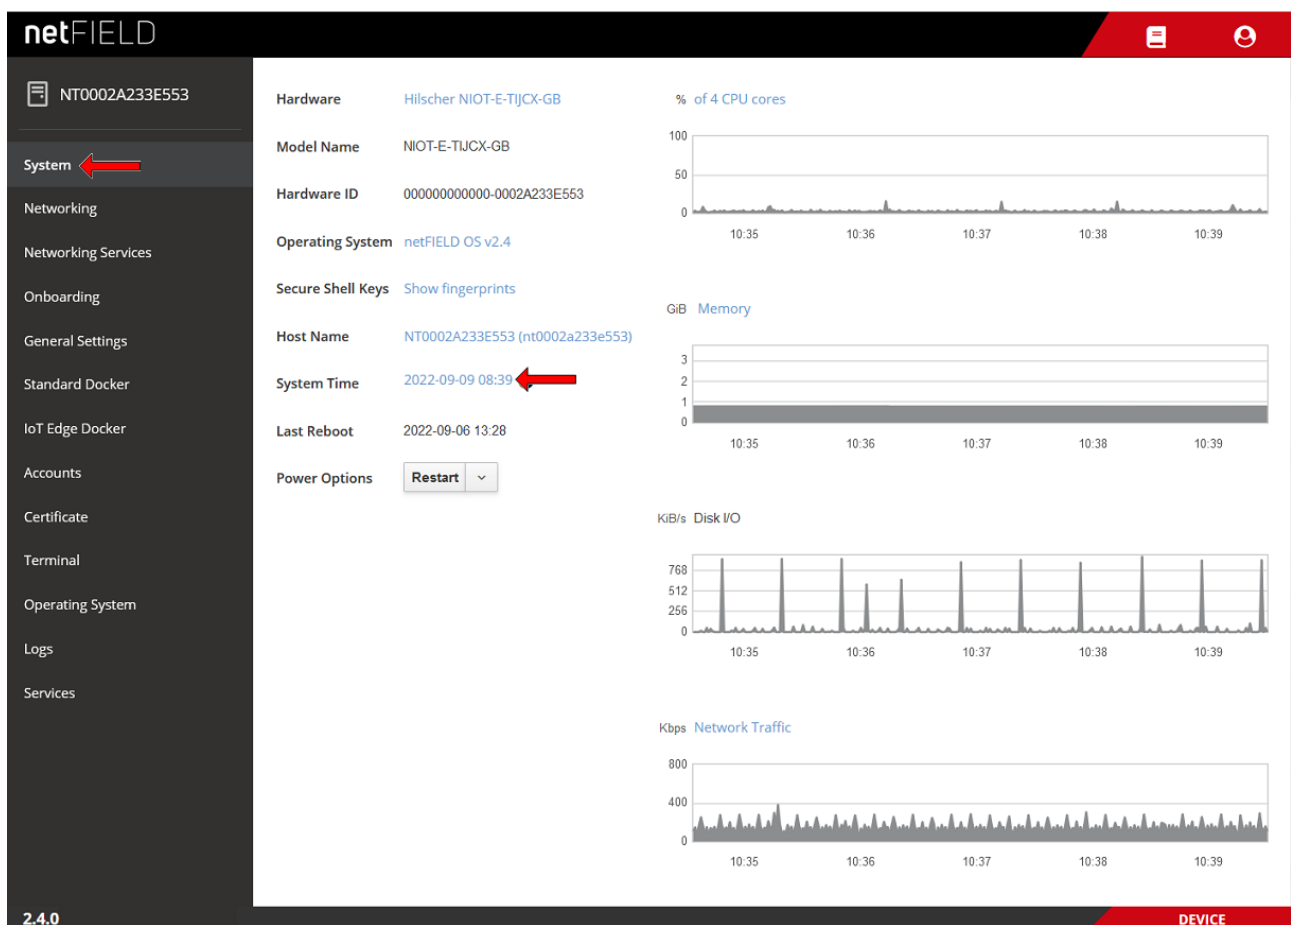 netFIELD
NT0002A233E553
System
Networking
Networking Services
Onboarding
General Settings
Standard Docker
IoT Edge Docker
Accounts
Certificate
Terminal
Operating System
Logs
Services
2.4.0
Hardware Hilscher NIOT-E-TIJCX-GB
Model Name NIOT-E-TIJCX-GB
Hardware ID 000000000000-0002A233E553
Operating System netFIELD OS v2.4
Secure Shell Keys Show fingerprints
Host Name NT0002A233E553 (nt0002a233e553)
System Time 2022-09-09 08:39
Last Reboot 2022-09-06 13:28
Power Options Restart
% of 4 CPU cores
100
50
0
10:35 10:36 10:37 10:38 10:39
GiB Memory
3
2
1
0
10:35 10:36 10:37 10:38 10:39
KiB/s Disk I/O
768
512
256
0
10:35 10:36 10:37 10:38 10:39
Kbps Network Traffic
800
400
0
10:35 10:36 10:37 10:38 10:39
DEVICE